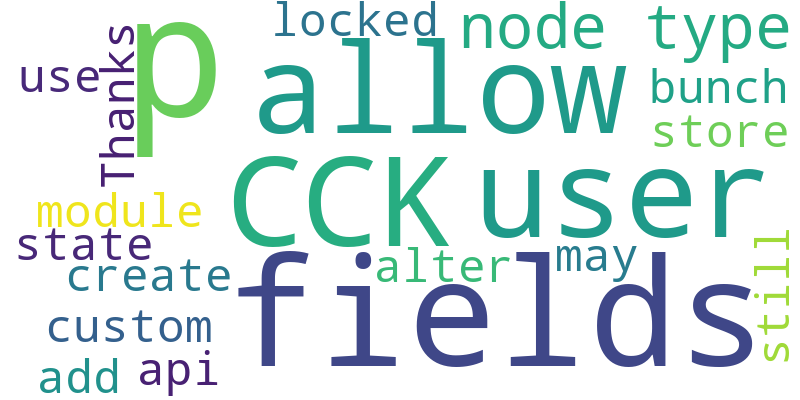 locked
node
type
use
Thanks
p
allow
bunch
store
CCK
user
module
state
create
alter
may
still
fields
custom
add
api